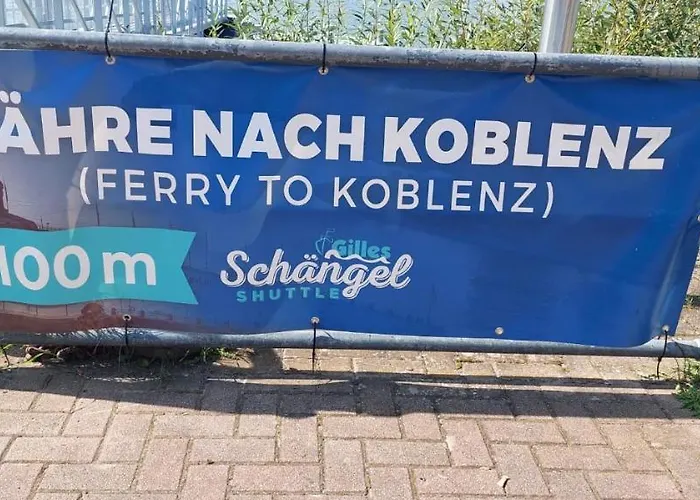 ÄHRE NACH KOBLENZ
(FERRY TO KOBLENZ)
100 m
Gilles
Schängel
SHUTTLE